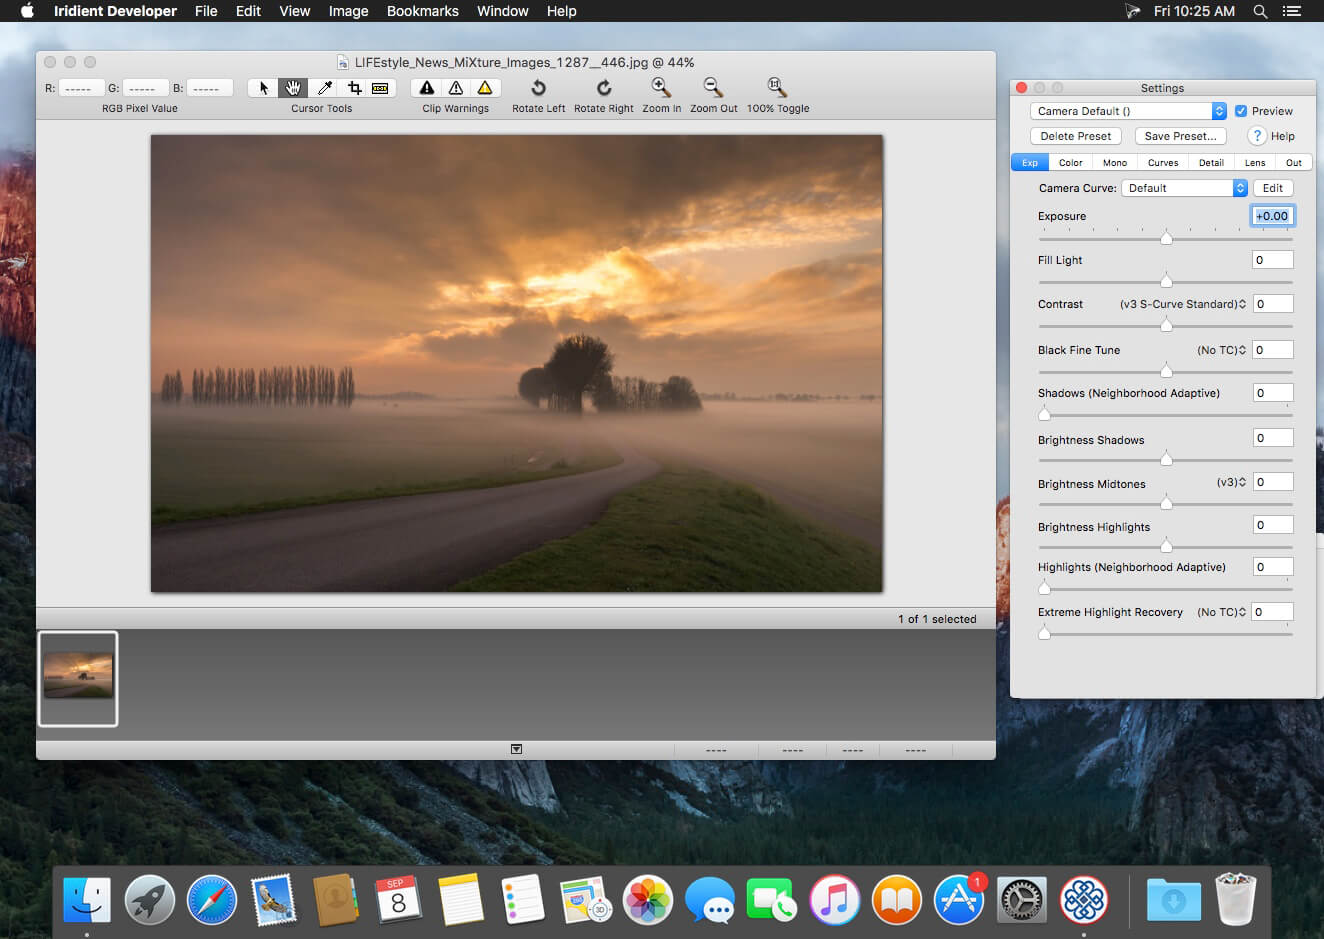 Iridient Developer File Edit View Image Bookmarks Window Help Fri 10:25 AM
LIFEstyle_News_MiXture_Images_1287__446.jpg @ 44%
R: ----- G: ----- B: -----
RGB Pixel Value Cursor Tools Clip Warnings Rotate Left Rotate Right Zoom In Zoom Out 100% Toggle
1 of 1 selected
---- ---- ---- ----
Settings
Camera Default () Preview
Delete Preset Save Preset... ? Help
Exp Color Mono Curves Detail Lens Out
Camera Curve: Default Edit
Exposure +0.00
Fill Light 0
Contrast (v3 S-Curve Standard) 0
Black Fine Tune (No TC) 0
Shadows (Neighborhood Adaptive) 0
Brightness Shadows 0
Brightness Midtones (v3) 0
Brightness Highlights 0
Highlights (Neighborhood Adaptive) 0
Extreme Highlight Recovery (No TC) 0
SEP
8
3D
1